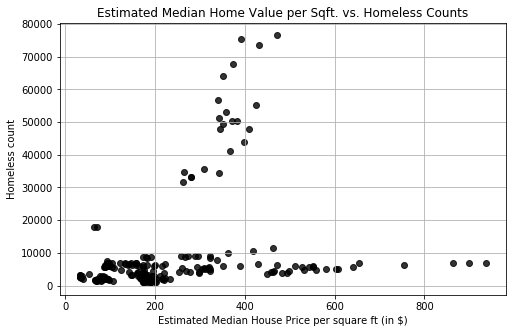 Estimated Median Home Value per Sqft. vs. Homeless Counts
80000
70000
60000
50000
40000
30000
20000
10000
0
Homeless count
0 200 400 600 800
Estimated Median House Price per square ft (in $)